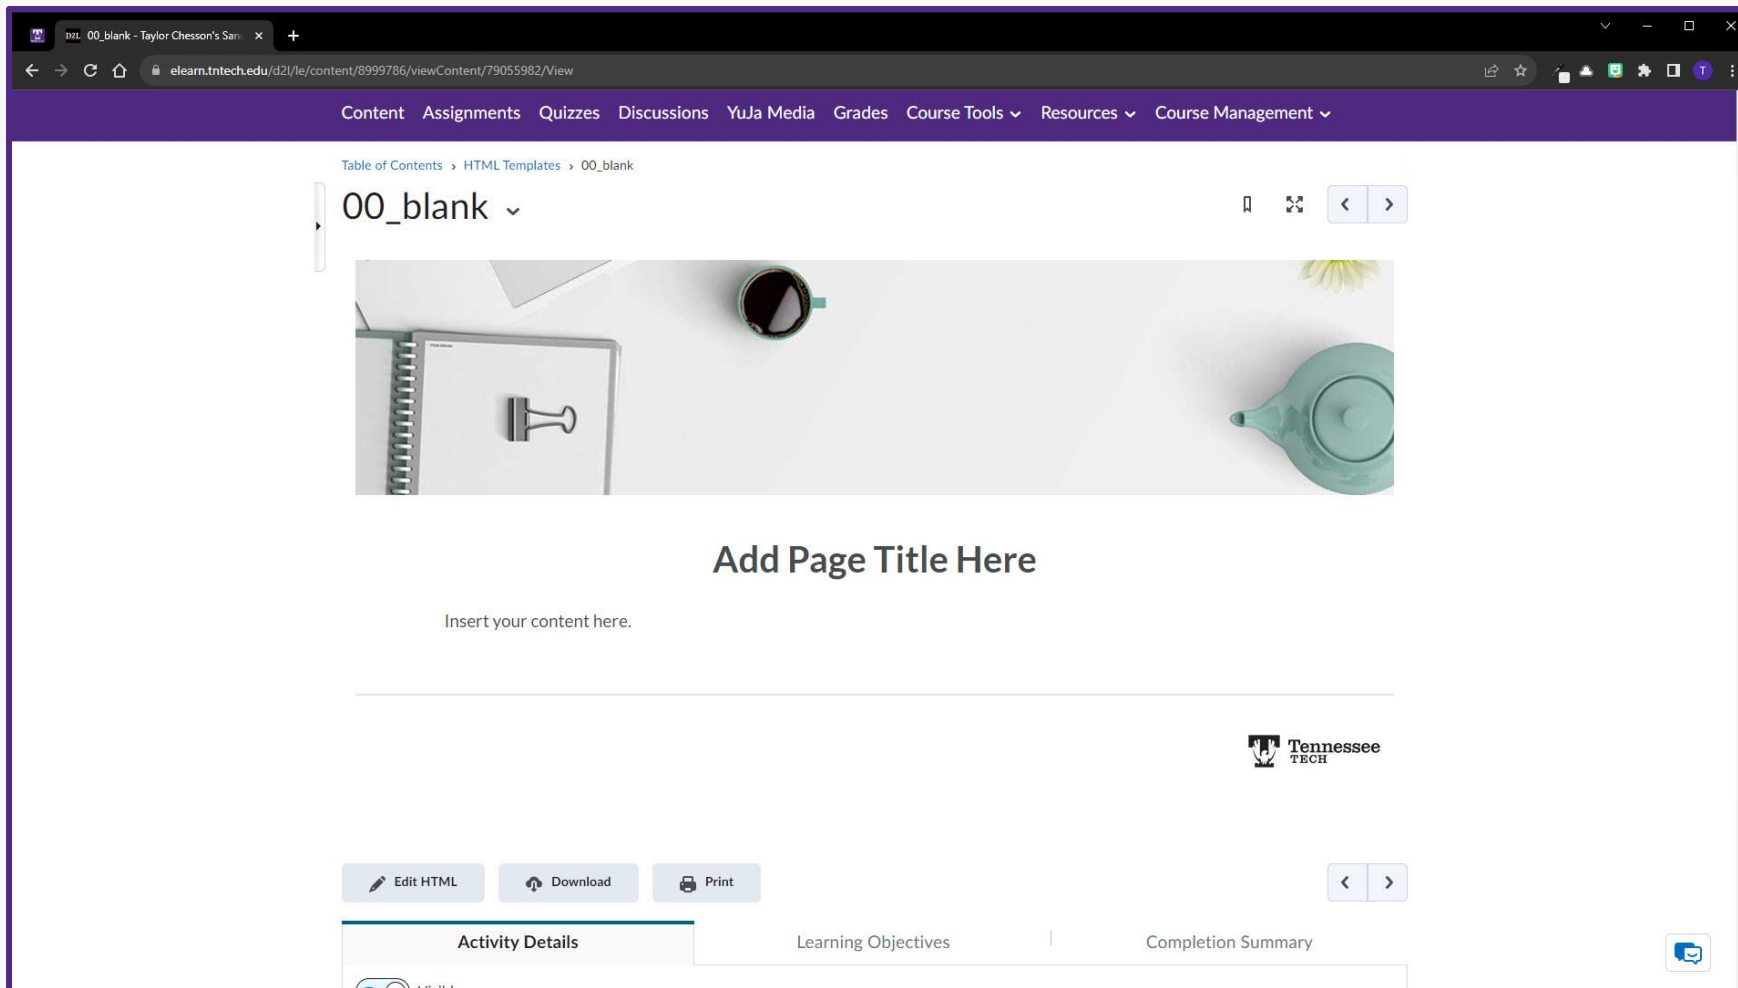 00_blank - Taylor Chesson's San
elearn.tntech.edu/d2l/le/content/8999786/viewContent/79055982/View
T
Content Assignments Quizzes Discussions YuJa Media Grades Course Tools Resources Course Management
Table of Contents › HTML Templates › 00_blank
00_blank
Add Page Title Here
Insert your content here.
Tennessee
TECH
Edit HTML Download Print
Activity Details Learning Objectives Completion Summary